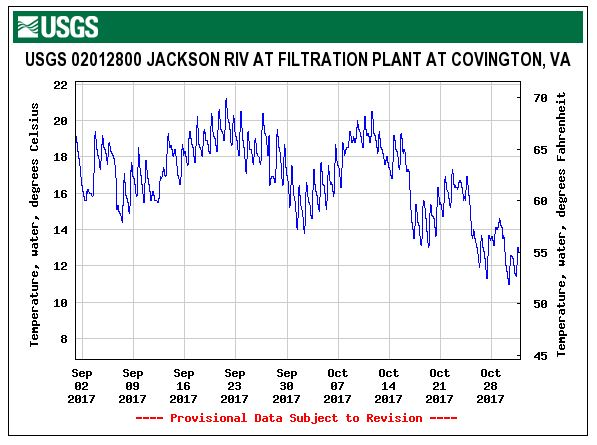 USGS
USGS 02012800 JACKSON RIV AT FILTRATION PLANT AT COVINGTON, VA
Temperature, water, degrees Celsius
22
20
18
16
14
12
10
8
70
65
60
55
50
45
Temperature, water, degrees Fahrenheit
Sep Sep Sep Sep Sep Oct Oct Oct Oct
02 09 16 23 30 07 14 21 28
2017 2017 2017 2017 2017 2017 2017 2017 2017
---- Provisional Data Subject to Revision ----